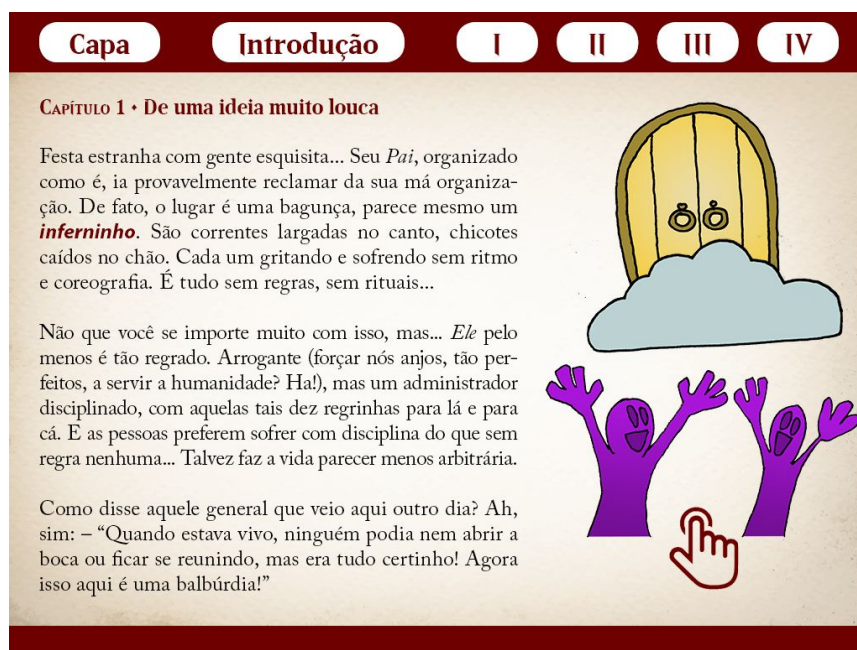 Capa Introdução I II III IV
Capítulo 1 • De uma ideia muito louca
Festa estranha com gente esquisita... Seu Pai, organizado
como é, ia provavelmente reclamar da sua má organiza-
ção. De fato, o lugar é uma bagunça, parece mesmo um
inferninho. São correntes largadas no canto, chicotes
caídos no chão. Cada um gritando e sofrendo sem ritmo
e coreografia. É tudo sem regras, sem rituais...
Não que você se importe muito com isso, mas... Ele pelo
menos é tão regrado. Arrogante (forçar nós anjos, tão per-
feitos, a servir a humanidade? Ha!), mas um administrador
disciplinado, com aquelas tais dez regrinhas para lá e para
cá. E as pessoas preferem sofrer com disciplina do que sem
regra nenhuma... Talvez faz a vida parecer menos arbitrária.
Como disse aquele general que veio aqui outro dia? Ah,
sim: – “Quando estava vivo, ninguém podia nem abrir a
boca ou ficar se reunindo, mas era tudo certinho! Agora
isso aqui é uma balbúrdia!”